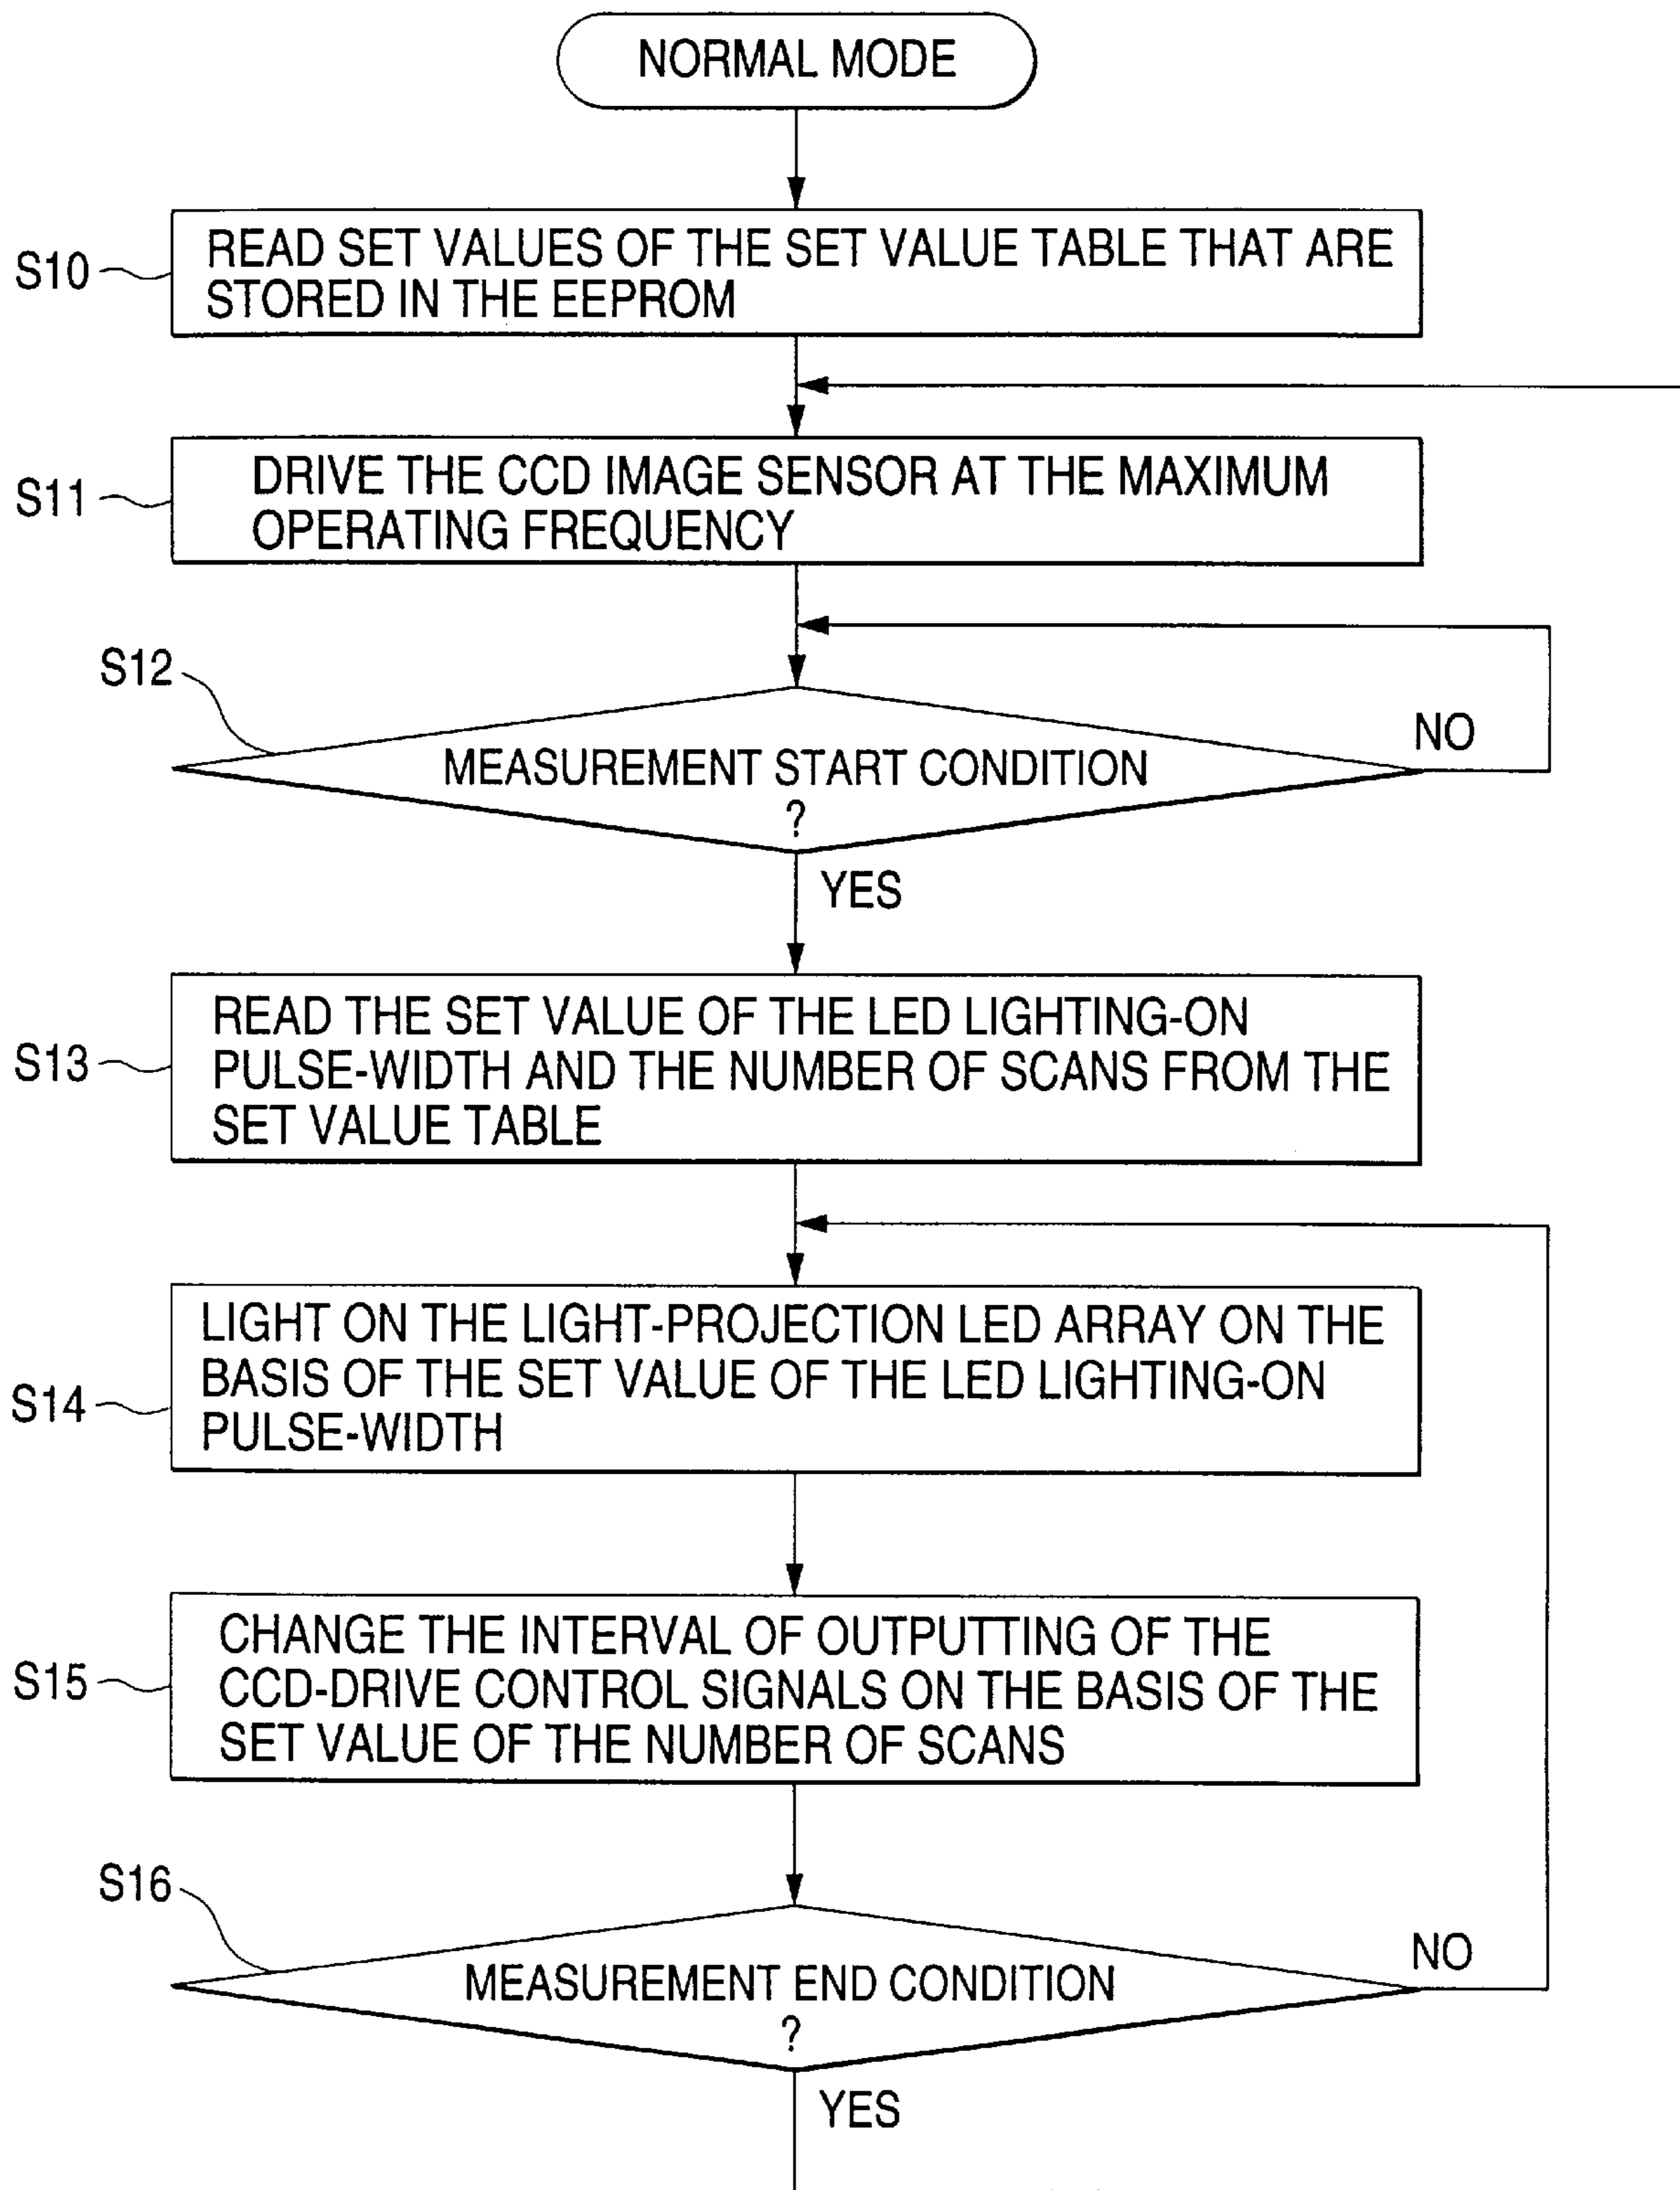 NORMAL MODE
S10
READ SET VALUES OF THE SET VALUE TABLE THAT ARE
STORED IN THE EEPROM
S11
DRIVE THE CCD IMAGE SENSOR AT THE MAXIMUM
OPERATING FREQUENCY
S12
NO
MEASUREMENT START CONDITION
?
YES
S13
READ THE SET VALUE OF THE LED LIGHTING-ON
PULSE-WIDTH AND THE NUMBER OF SCANS FROM THE
SET VALUE TABLE
S14
LIGHT ON THE LIGHT-PROJECTION LED ARRAY ON THE
BASIS OF THE SET VALUE OF THE LED LIGHTING-ON
PULSE-WIDTH
S15
CHANGE THE INTERVAL OF OUTPUTTING OF THE
CCD-DRIVE CONTROL SIGNALS ON THE BASIS OF THE
SET VALUE OF THE NUMBER OF SCANS
S16
NO
MEASUREMENT END CONDITION
?
YES